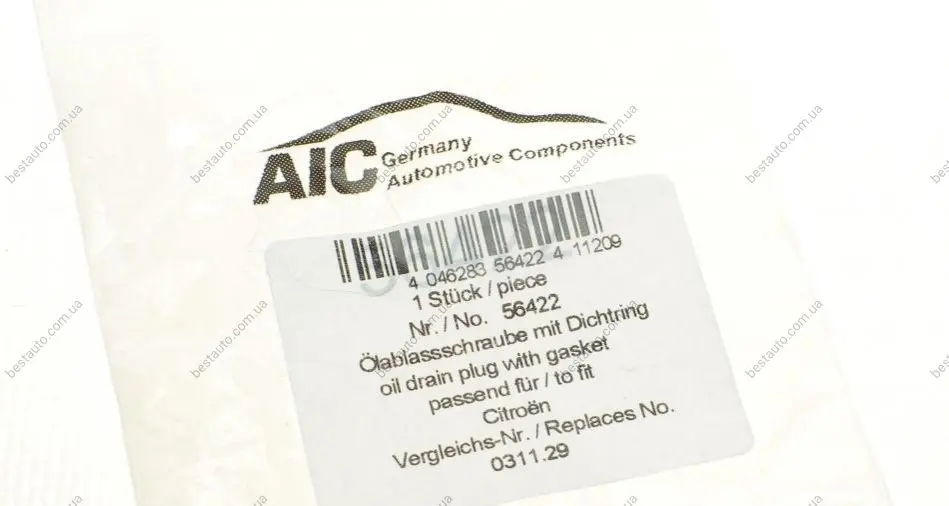 AIC Germany
Automotive Components
4 046283 56422 4 11209
1 Stück / piece
Nr. / No. 56422
Ölablassschraube mit Dichtring
oil drain plug with gasket
passend für / to fit
Citroën
Vergleichs-Nr. / Replaces No.
0311.29
bestauto.com.ua